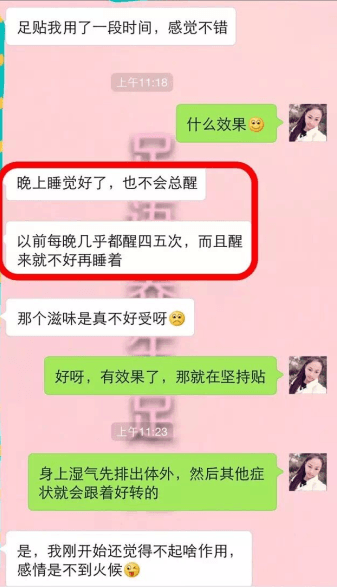 足贴我用了一段时间，感觉不错
上午11:18
什么效果
晚上睡觉好了，也不会总醒
以前每晚几乎都醒四五次，而且醒
来就不好再睡着
那个滋味是真不好受呀
好呀，有效果了，那就在坚持贴
上午11:23
身上湿气先排出体外，然后其他症
状就会跟着好转的
是，我刚开始还觉得不起啥作用，
感情是不到火候